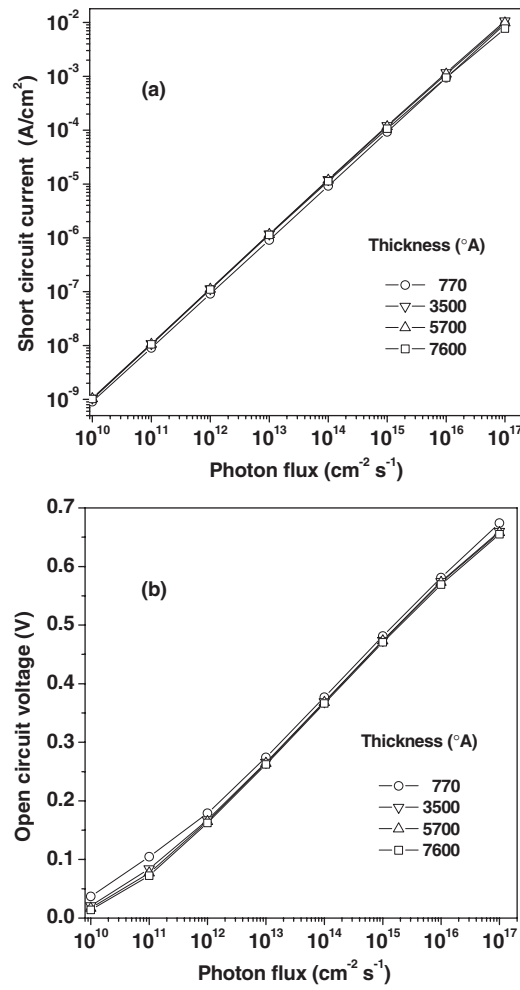 (a)
Short circuit current (A/cm²)
10⁻²
10⁻³
10⁻⁴
10⁻⁵
10⁻⁶
10⁻⁷
10⁻⁸
10⁻⁹
Thickness (°A)
770
3500
5700
7600
10¹⁰ 10¹¹ 10¹² 10¹³ 10¹⁴ 10¹⁵ 10¹⁶ 10¹⁷
Photon flux (cm⁻² s⁻¹)
(b)
Open circuit voltage (V)
0.7
0.6
0.5
0.4
0.3
0.2
0.1
0.0
Thickness (°A)
770
3500
5700
7600
10¹⁰ 10¹¹ 10¹² 10¹³ 10¹⁴ 10¹⁵ 10¹⁶ 10¹⁷
Photon flux (cm⁻² s⁻¹)